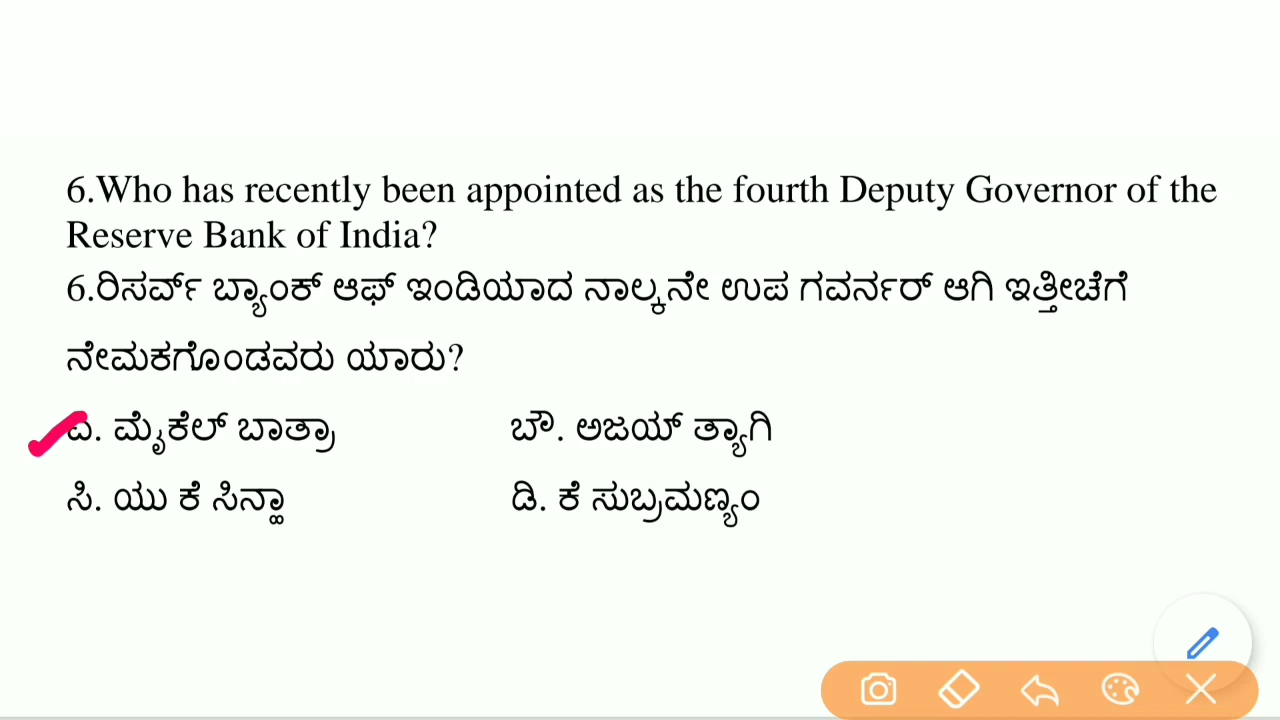 6.Who has recently been appointed as the fourth Deputy Governor of the
Reserve Bank of India?
6.ರಿಸರ್ವ್ ಬ್ಯಾಂಕ್ ಆಫ್ ಇಂಡಿಯಾದ ನಾಲ್ಕನೇ ಉಪ ಗವರ್ನರ್ ಆಗಿ ಇತ್ತೀಚೆಗೆ
ನೇಮಕಗೊಂಡವರು ಯಾರು?
ಎ. ಮೈಕೆಲ್ ಬಾತ್ರಾ ಬೌ. ಅಜಯ್ ತ್ಯಾಗಿ
ಸಿ. ಯು ಕೆ ಸಿನ್ಹಾ ಡಿ. ಕೆ ಸುಬ್ರಮಣ್ಯಂ